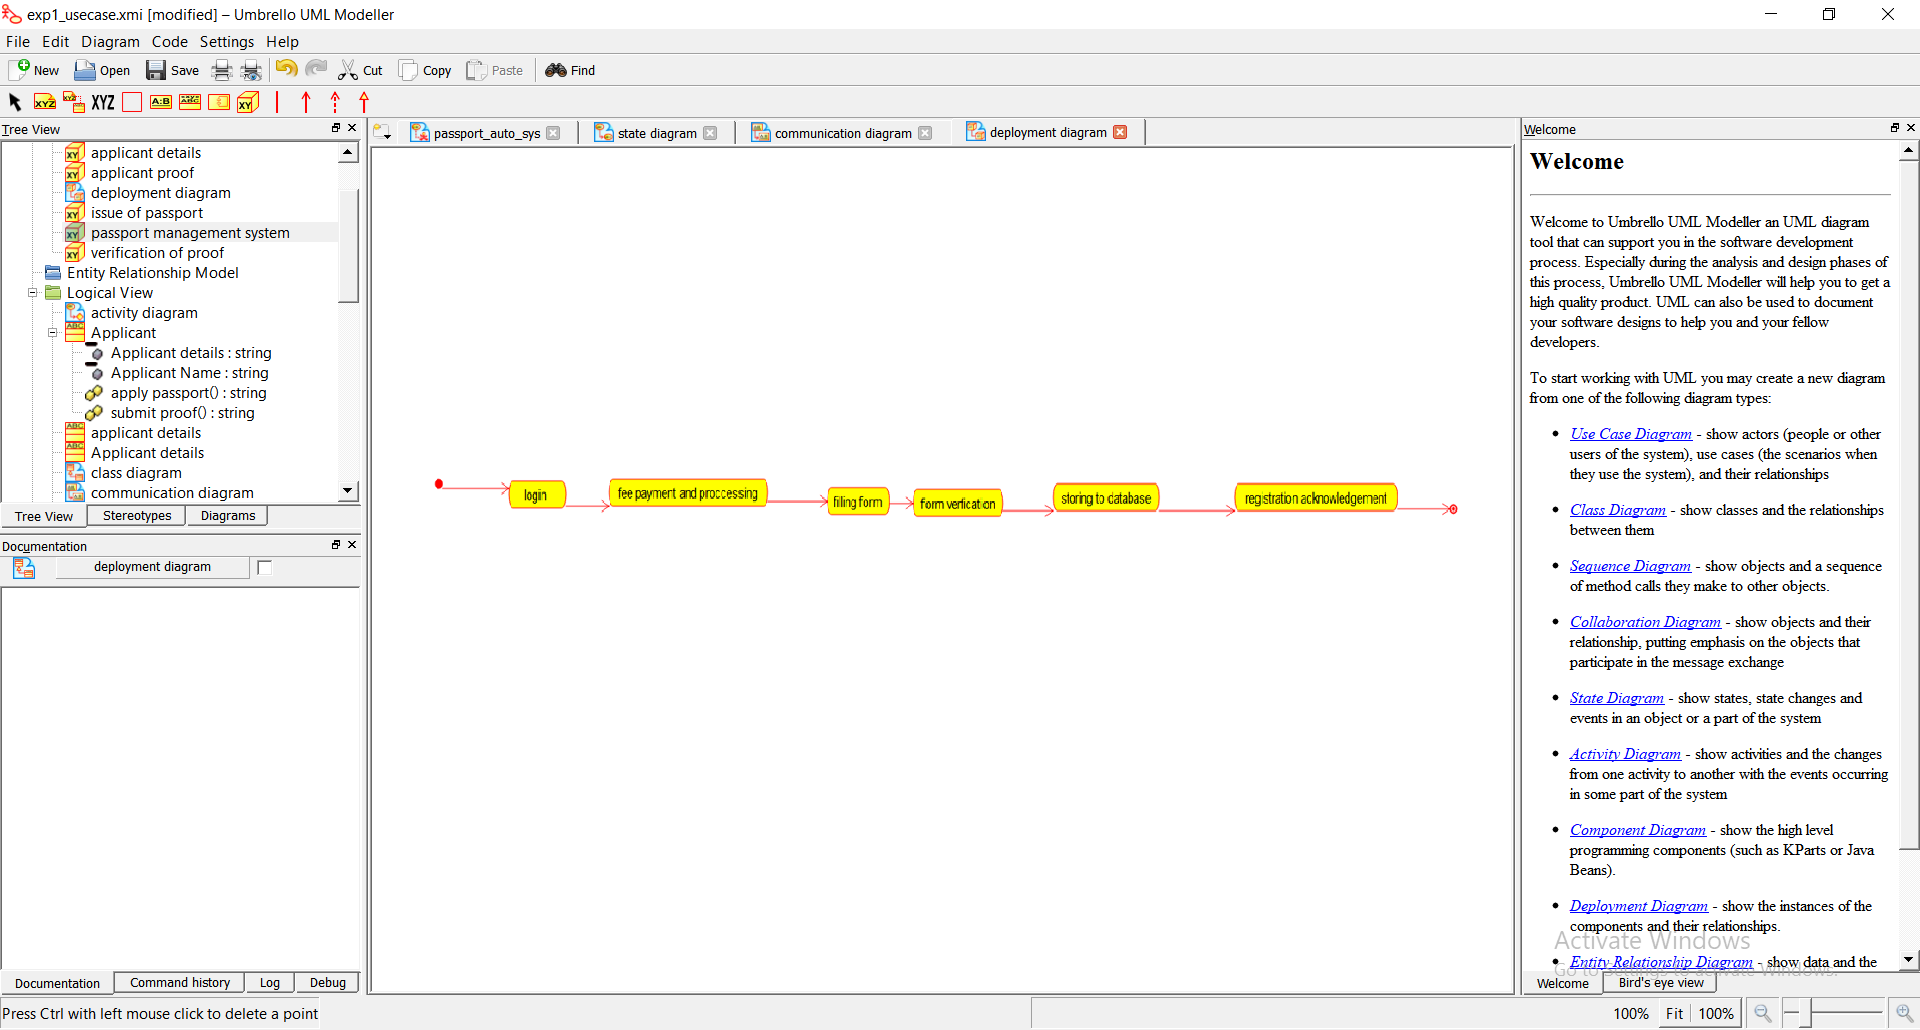 exp1_usecase.xmi [modified] – Umbrello UML Modeller
File Edit Diagram Code Settings Help
New Open Save Cut Copy Paste Find
XYZ XYZ XYZ A:B ABC XY
Tree View
applicant details
applicant proof
deployment diagram
issue of passport
passport management system
verification of proof
Entity Relationship Model
Logical View
activity diagram
Applicant
Applicant details : string
Applicant Name : string
apply passport() : string
submit proof() : string
applicant details
Applicant details
class diagram
communication diagram
Tree View Stereotypes Diagrams
Documentation
deployment diagram
Documentation Command history Log Debug
Press Ctrl with left mouse click to delete a point
passport_auto_sys state diagram communication diagram deployment diagram
login
fee payment and proccessing
filling form
form verfication
storing to database
registration acknowledgement
Welcome
Welcome
Welcome to Umbrello UML Modeller an UML diagram
tool that can support you in the software development
process. Especially during the analysis and design phases of
this process, Umbrello UML Modeller will help you to get a
high quality product. UML can also be used to document
your software designs to help you and your fellow
developers.
To start working with UML you may create a new diagram
from one of the following diagram types:
• Use Case Diagram - show actors (people or other
users of the system), use cases (the scenarios when
they use the system), and their relationships
• Class Diagram - show classes and the relationships
between them
• Sequence Diagram - show objects and a sequence
of method calls they make to other objects.
• Collaboration Diagram - show objects and their
relationship, putting emphasis on the objects that
participate in the message exchange
• State Diagram - show states, state changes and
events in an object or a part of the system
• Activity Diagram - show activities and the changes
from one activity to another with the events occurring
in some part of the system
• Component Diagram - show the high level
programming components (such as KParts or Java
Beans).
• Deployment Diagram - show the instances of the
components and their relationships.
Activate Windows
• Entity Relationship Diagram - show data and the
Go to Settings to activate Windows.
Welcome Bird's eye view
100% Fit 100%